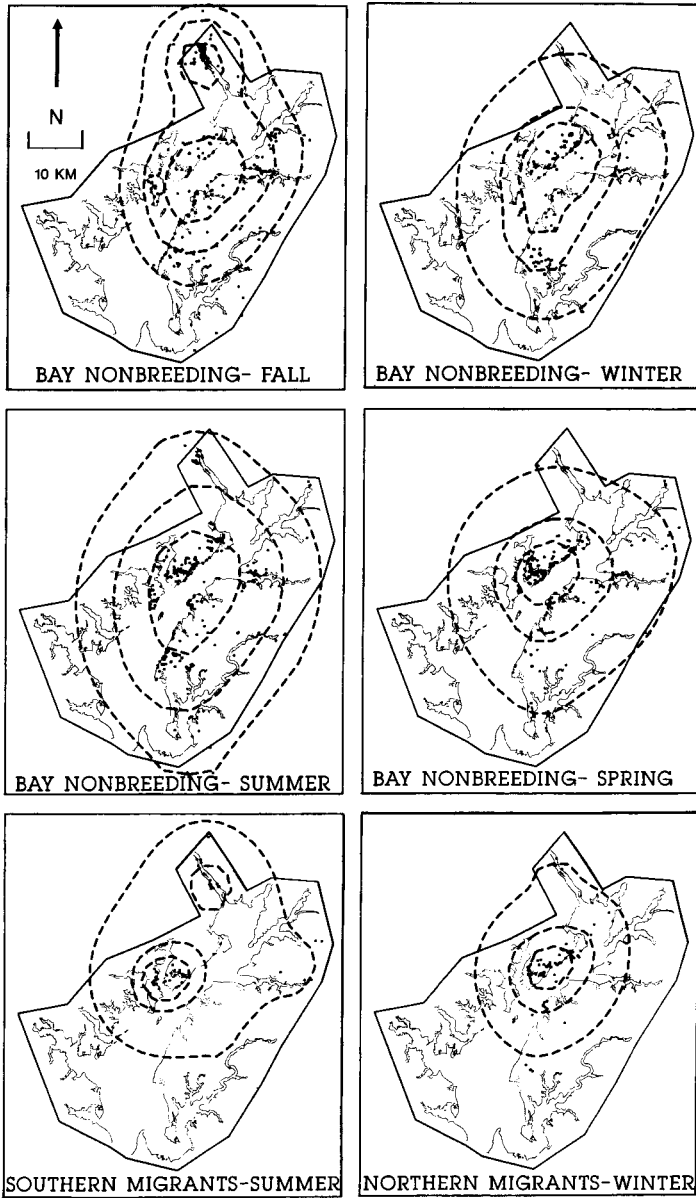 N
10 KM
BAY NONBREEDING- FALL
BAY NONBREEDING- WINTER
BAY NONBREEDING- SUMMER
BAY NONBREEDING- SPRING
SOUTHERN MIGRANTS-SUMMER
NORTHERN MIGRANTS-WINTER